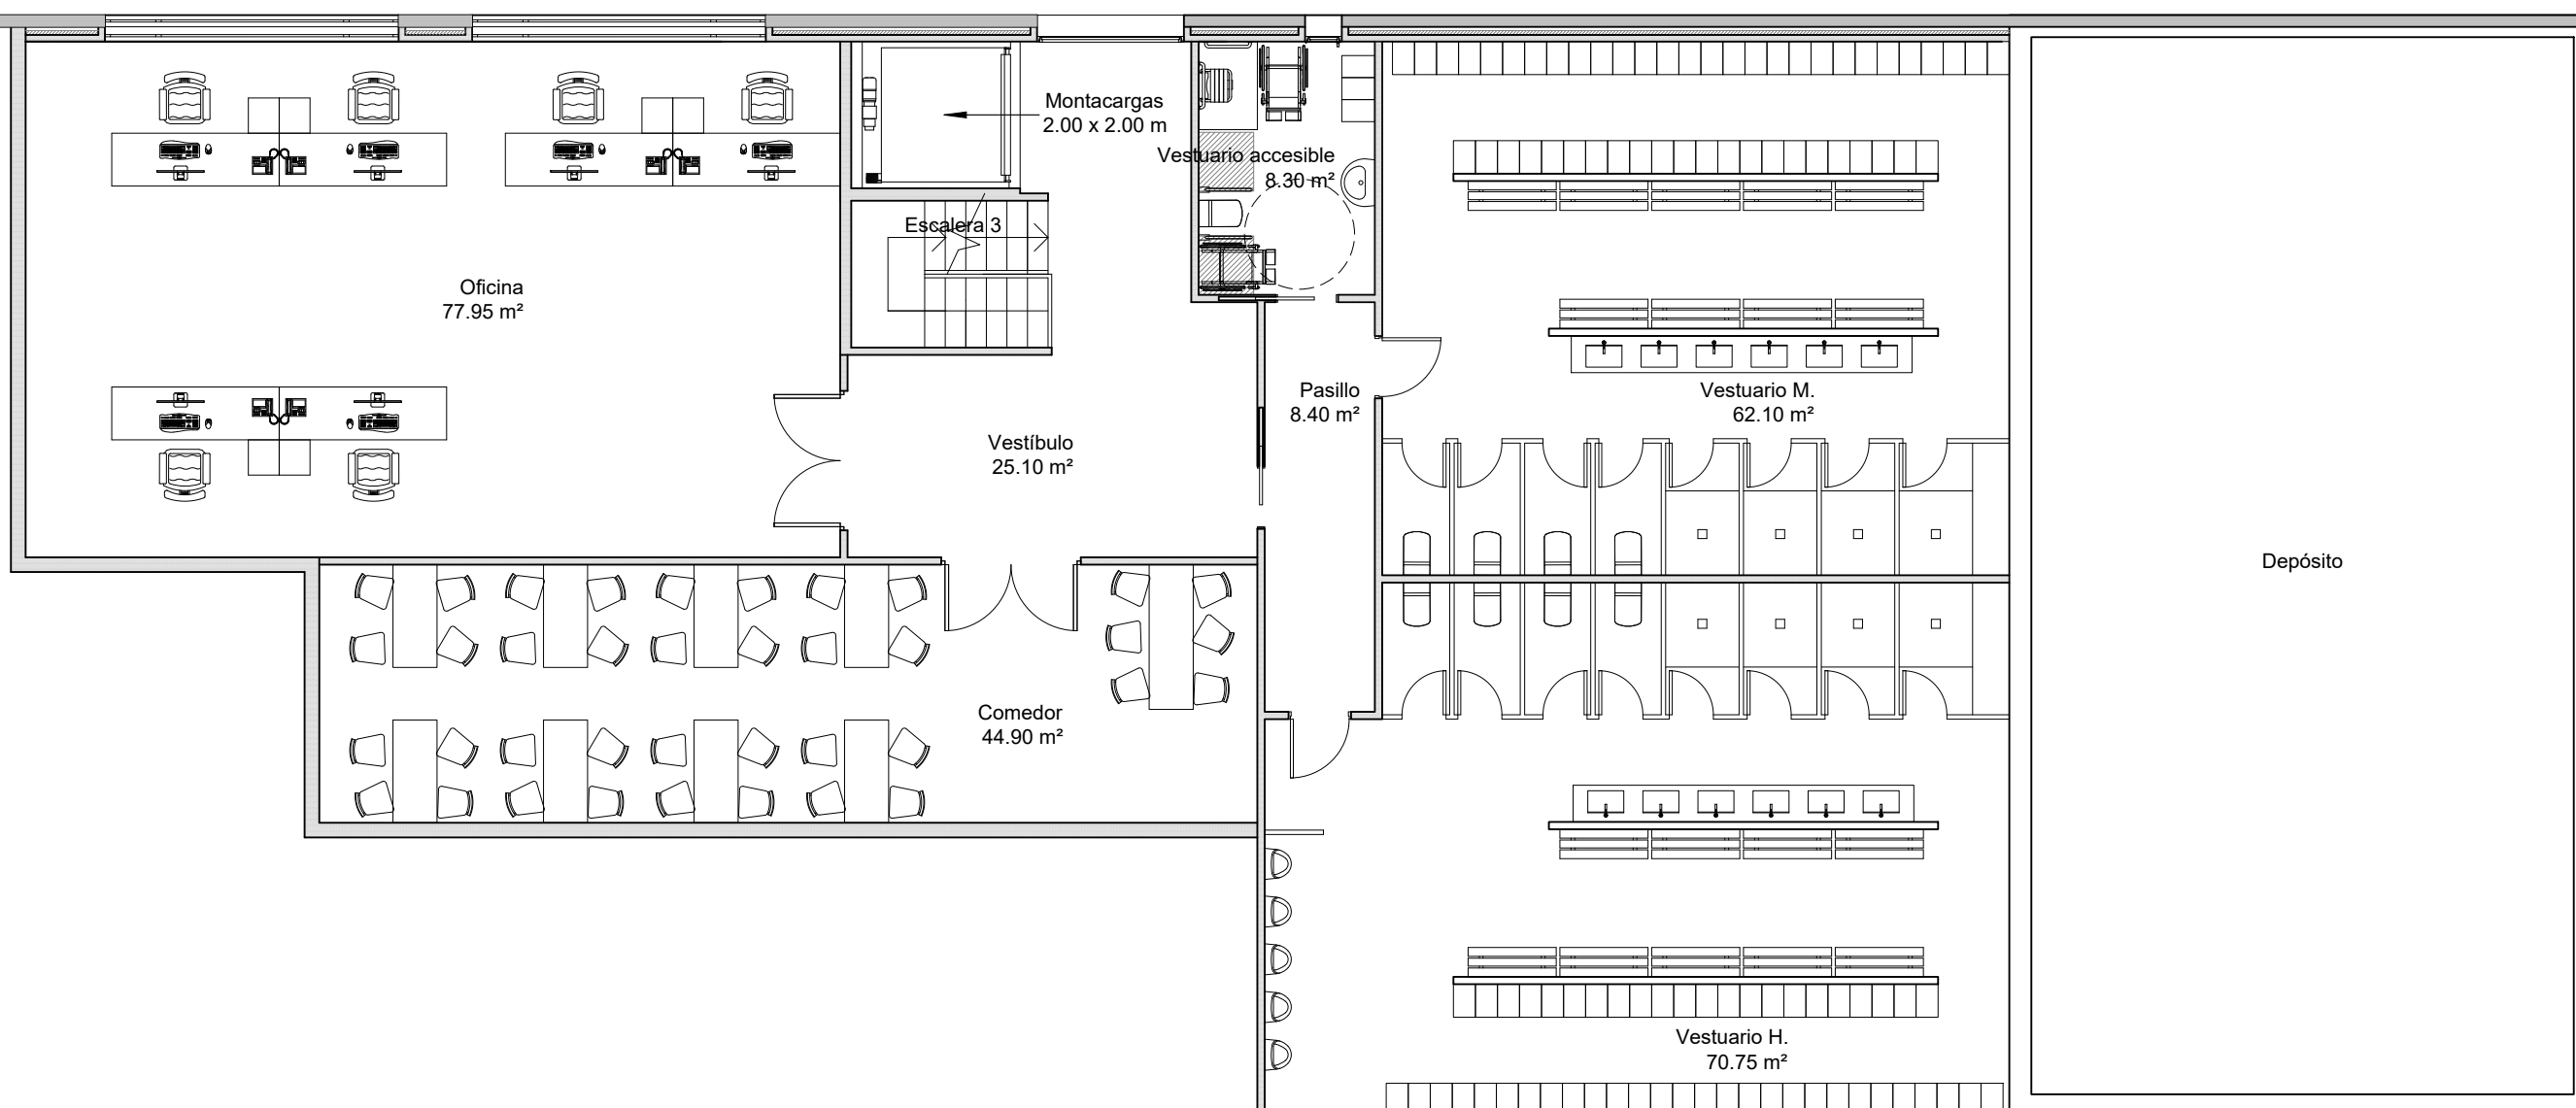 Montacargas
2.00 x 2.00 m
Vestuario accesible
8.30 m²
Escalera 3
Oficina
77.95 m²
Pasillo
8.40 m²
Vestuario M.
62.10 m²
Vestíbulo
25.10 m²
Depósito
Comedor
44.90 m²
Vestuario H.
70.75 m²